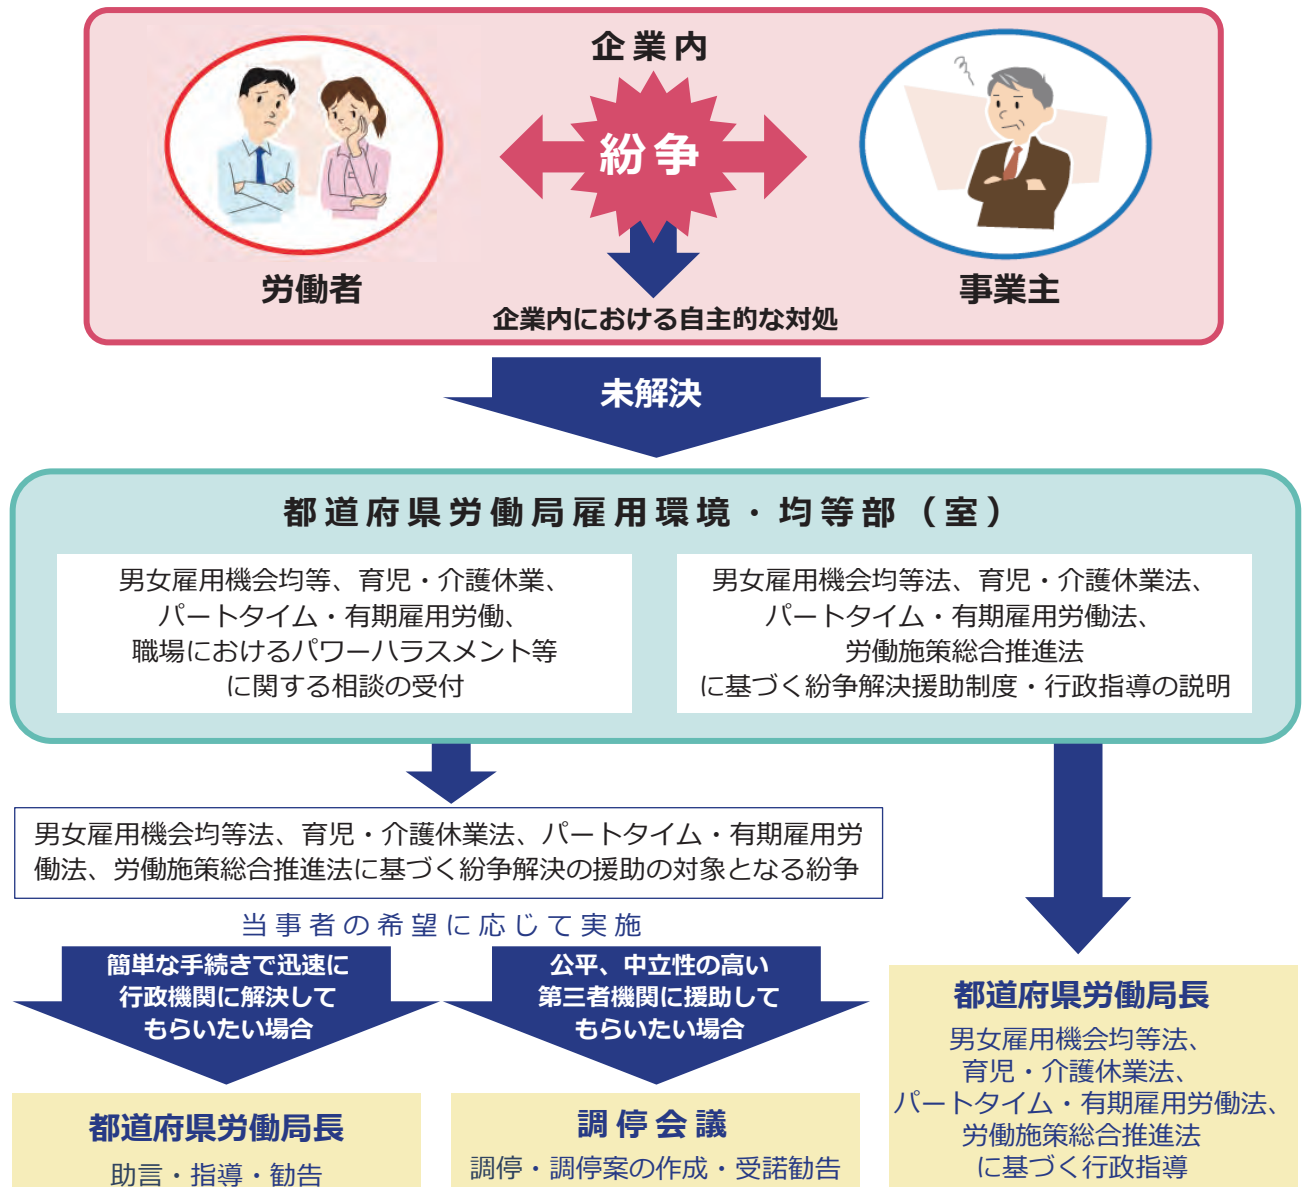 企業内
紛争
労働者
事業主
企業内における自主的な対処
未解決
都道府県労働局雇用環境・均等部（室）
男女雇用機会均等、育児・介護休業、
パートタイム・有期雇用労働、
職場におけるパワーハラスメント等
に関する相談の受付
男女雇用機会均等法、育児・介護休業法、
パートタイム・有期雇用労働法、
労働施策総合推進法
に基づく紛争解決援助制度・行政指導の説明
男女雇用機会均等法、育児・介護休業法、パートタイム・有期雇用労
働法、労働施策総合推進法に基づく紛争解決の援助の対象となる紛争
当事者の希望に応じて実施
簡単な手続きで迅速に
行政機関に解決して
もらいたい場合
公平、中立性の高い
第三者機関に援助して
もらいたい場合
都道府県労働局長
助言・指導・勧告
調停会議
調停・調停案の作成・受諾勧告
都道府県労働局長
男女雇用機会均等法、
育児・介護休業法、
パートタイム・有期雇用労働法、
労働施策総合推進法
に基づく行政指導